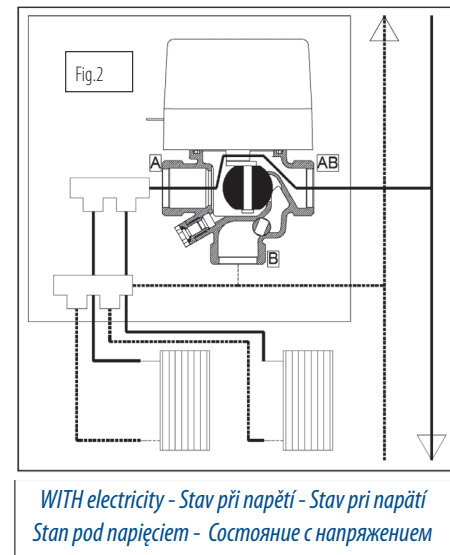 Fig.2
A
AB
B
WITH electricity - Stav při napětí - Stav pri napätí
Stan pod napięciem - Состояние с напряжением